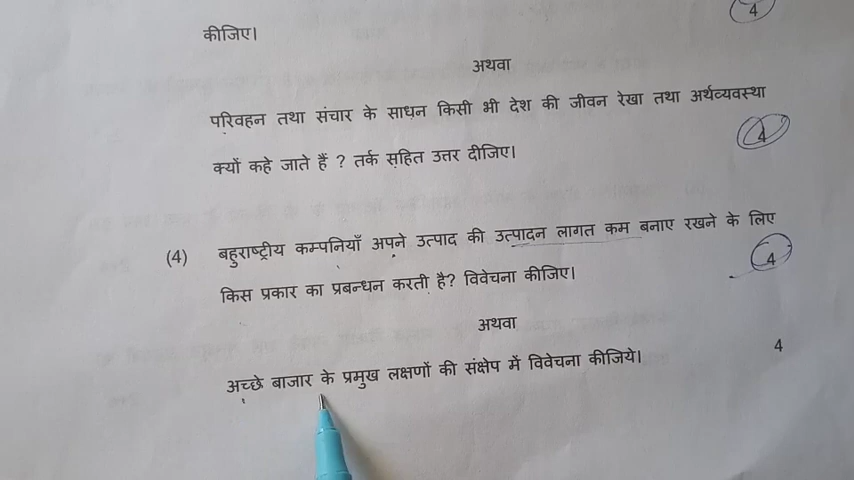 कीजिए।
4
अथवा
परिवहन तथा संचार के साधन किसी भी देश की जीवन रेखा तथा अर्थव्यवस्था
क्यों कहे जाते हैं ? तर्क सहित उत्तर दीजिए।
4
(4) बहुराष्ट्रीय कम्पनियाँ अपने उत्पाद की उत्पादन लागत कम बनाए रखने के लिए
किस प्रकार का प्रबन्धन करती है? विवेचना कीजिए।
4
अथवा
अच्छे बाजार के प्रमुख लक्षणों की संक्षेप में विवेचना कीजिये।
4